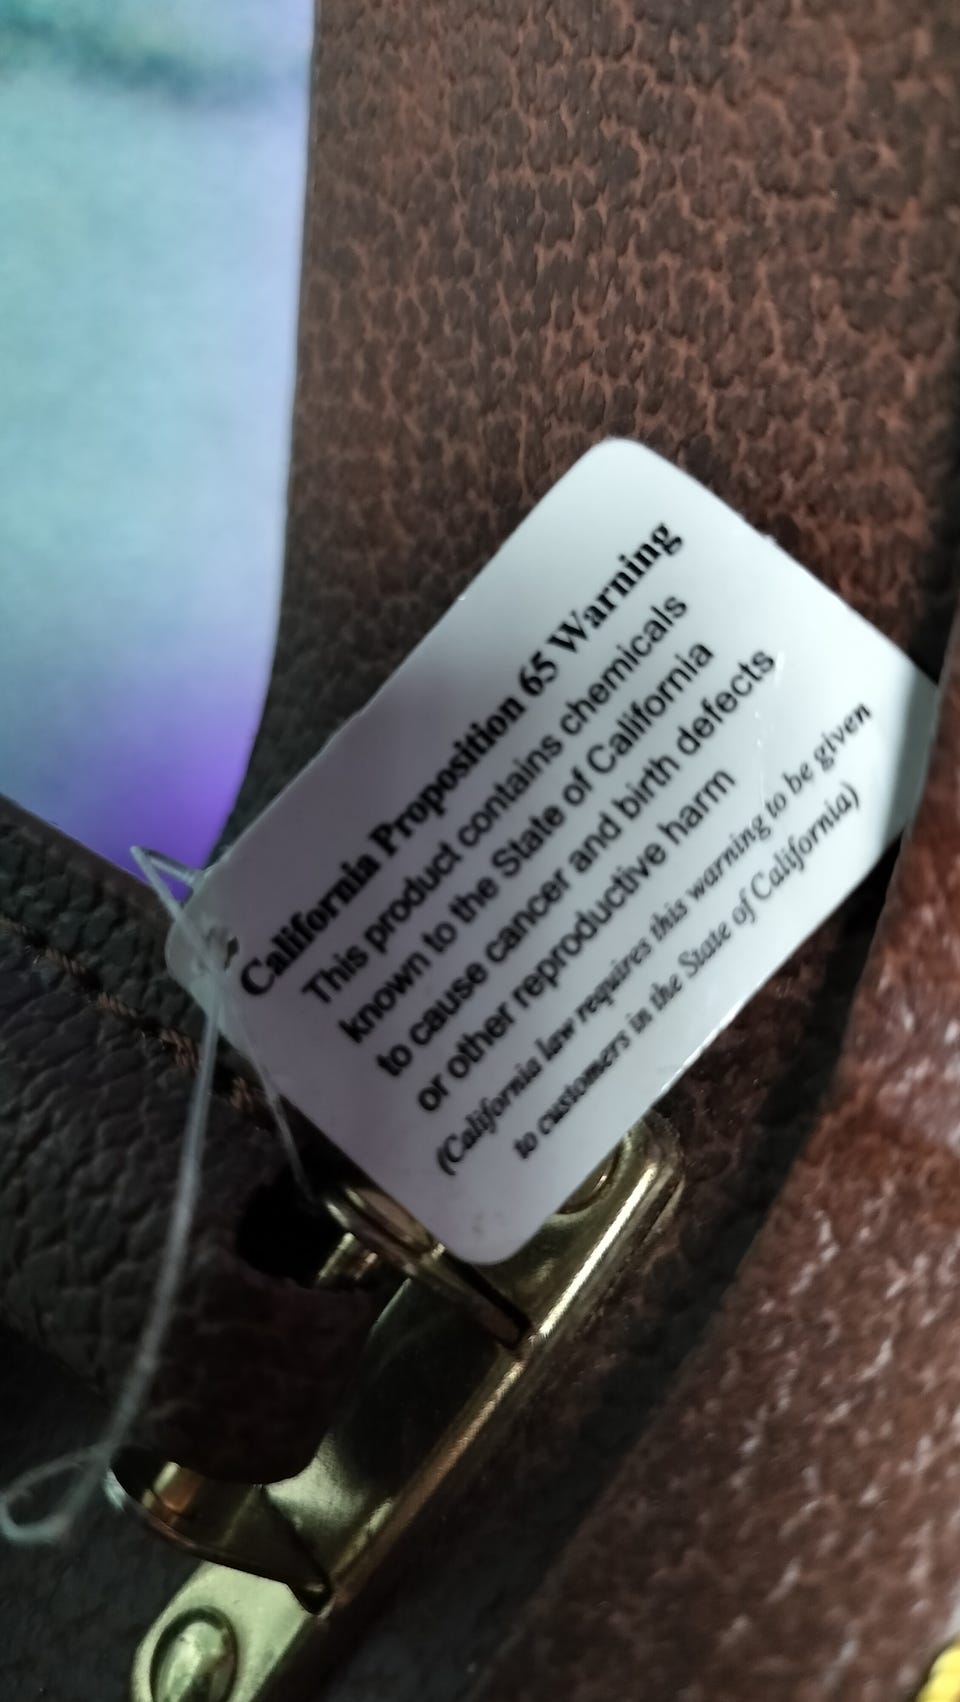 California Proposition 65 Warning
This product contains chemicals
known to the State of California
to cause cancer and birth defects
or other reproductive harm
(California law requires this warning to be given
to customers in the State of California)